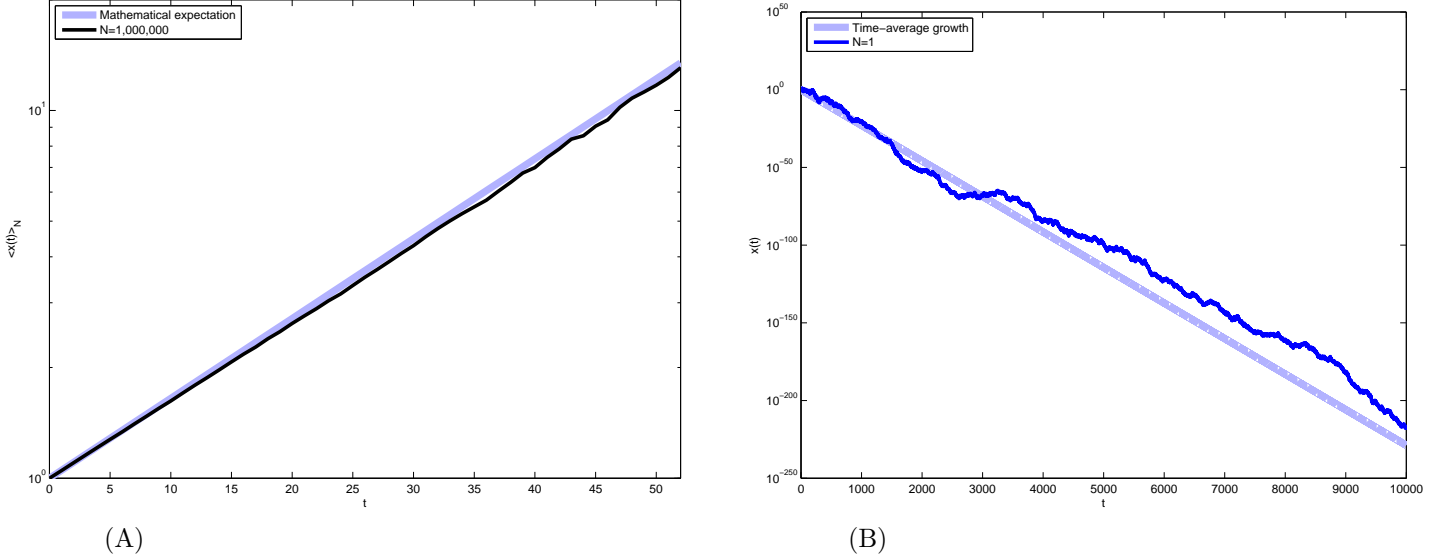 Mathematical expectation
N=1,000,000
10^1
10^0
<x(t)>_N
0 5 10 15 20 25 30 35 40 45 50
t
(A)
Time−average growth
N=1
10^50
10^0
10^−50
10^−100
10^−150
10^−200
10^−250
x(t)
0 1000 2000 3000 4000 5000 6000 7000 8000 9000 10000
t
(B)